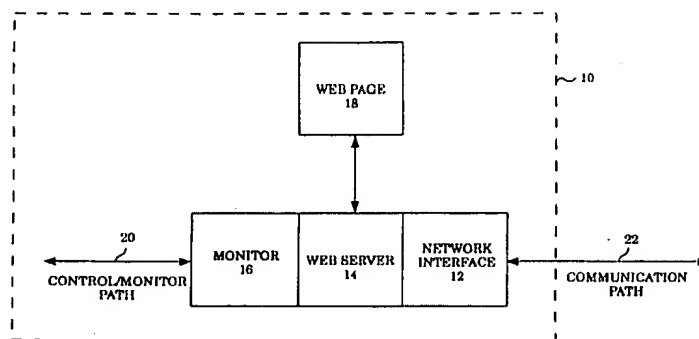 WEB PAGE
18
10
20
CONTROL/MONITOR
PATH
MONITOR
16
WEB SERVER
14
NETWORK
INTERFACE
12
22
COMMUNICATION
PATH